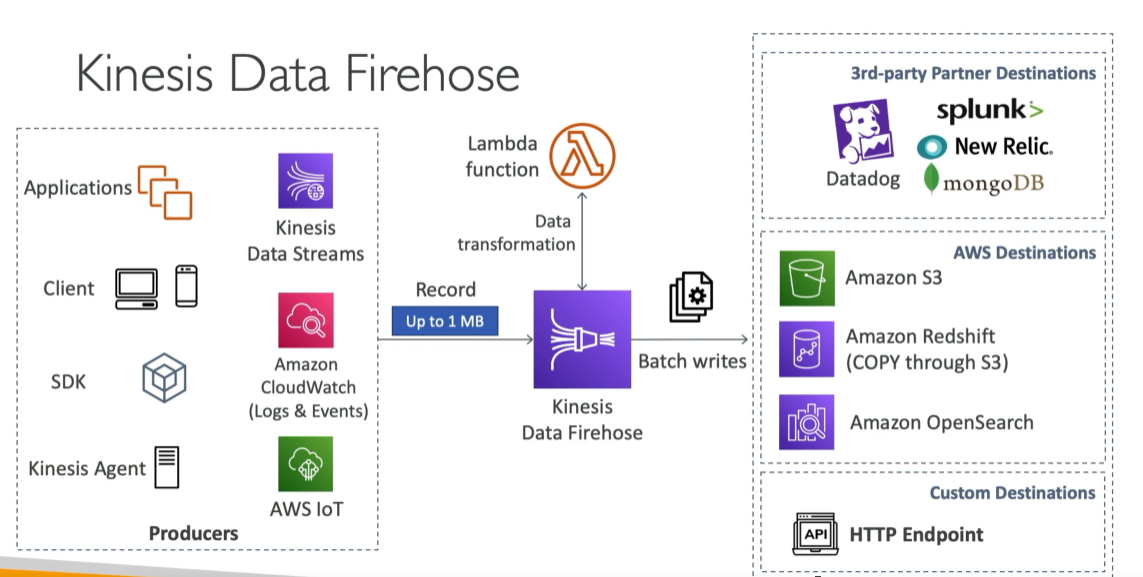 Kinesis Data Firehose
Applications
Kinesis
Data Streams
Client
Amazon
CloudWatch
(Logs & Events)
SDK
Kinesis Agent
AWS IoT
Producers
Record
Up to 1 MB
Lambda
function
Data
transformation
Kinesis
Data Firehose
Batch writes
3rd-party Partner Destinations
Datadog
splunk>
New Relic.
mongoDB
AWS Destinations
Amazon S3
Amazon Redshift
(COPY through S3)
Amazon OpenSearch
Custom Destinations
API
HTTP Endpoint